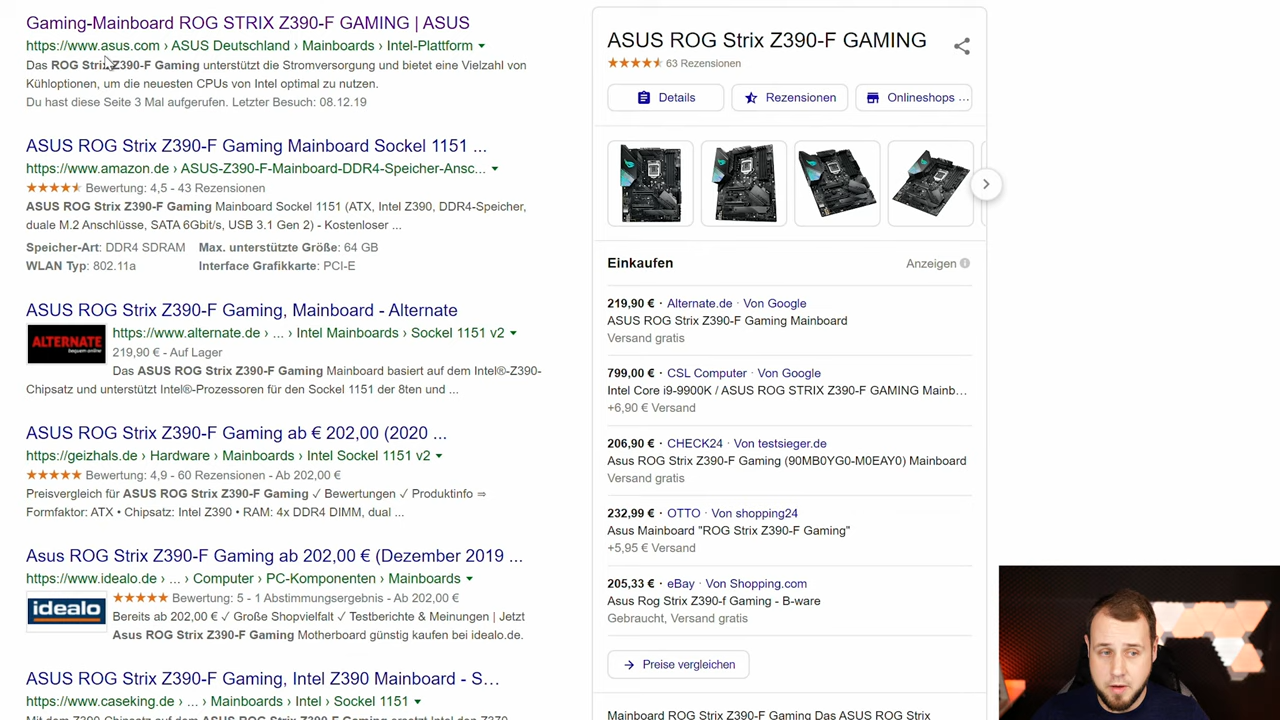 Gaming-Mainboard ROG STRIX Z390-F GAMING | ASUS
https://www.asus.com › ASUS Deutschland › Mainboards › Intel-Plattform
Das ROG Strix Z390-F Gaming unterstützt die Stromversorgung und bietet eine Vielzahl von
Kühloptionen, um die neuesten CPUs von Intel optimal zu nutzen.
Du hast diese Seite 3 Mal aufgerufen. Letzter Besuch: 08.12.19
ASUS ROG Strix Z390-F Gaming Mainboard Sockel 1151 ...
https://www.amazon.de › ASUS-Z390-F-Mainboard-DDR4-Speicher-Ansc...
Bewertung: 4,5 - 43 Rezensionen
ASUS ROG Strix Z390-F Gaming Mainboard Sockel 1151 (ATX, Intel Z390, DDR4-Speicher,
duale M.2 Anschlüsse, SATA 6Gbit/s, USB 3.1 Gen 2) - Kostenloser ...
Speicher-Art: DDR4 SDRAM Max. unterstützte Größe: 64 GB
WLAN Typ: 802.11a Interface Grafikkarte: PCI-E
ASUS ROG Strix Z390-F Gaming, Mainboard - Alternate
ALTERNATE
bequem online
https://www.alternate.de › ... › Intel Mainboards › Sockel 1151 v2
219,90 € - Auf Lager
Das ASUS ROG Strix Z390-F Gaming Mainboard basiert auf dem Intel®-Z390-
Chipsatz und unterstützt Intel®-Prozessoren für den Sockel 1151 der 8ten und ...
ASUS ROG Strix Z390-F Gaming ab € 202,00 (2020 ...
https://geizhals.de › Hardware › Mainboards › Intel Sockel 1151 v2
Bewertung: 4,9 - 60 Rezensionen - Ab 202,00 €
Preisvergleich für ASUS ROG Strix Z390-F Gaming ✓ Bewertungen ✓ Produktinfo ⇒
Formfaktor: ATX • Chipsatz: Intel Z390 • RAM: 4x DDR4 DIMM, dual ...
Asus ROG Strix Z390-F Gaming ab 202,00 € (Dezember 2019 ...
https://www.idealo.de › ... › Computer › PC-Komponenten › Mainboards
idealo
Bewertung: 5 - 1 Abstimmungsergebnis - Ab 202,00 €
Bereits ab 202,00 € ✓ Große Shopvielfalt ✓ Testberichte & Meinungen | Jetzt
Asus ROG Strix Z390-F Gaming Motherboard günstig kaufen bei idealo.de.
ASUS ROG Strix Z390-F Gaming, Intel Z390 Mainboard - S...
https://www.caseking.de › ... › Mainboards › Intel › Sockel 1151
Mit dem Z390-Chipsatz auf dem ASUS ROG Strix Z390-F Gaming ersetzt Intel den Z370
ASUS ROG Strix Z390-F GAMING
63 Rezensionen
Details
Rezensionen
Onlineshops ...
Einkaufen
Anzeigen
219,90 € · Alternate.de · Von Google
ASUS ROG Strix Z390-F Gaming Mainboard
Versand gratis
799,00 € · CSL Computer · Von Google
Intel Core i9-9900K / ASUS ROG STRIX Z390-F GAMING Mainb...
+6,90 € Versand
206,90 € · CHECK24 · Von testsieger.de
Asus ROG Strix Z390-F Gaming (90MB0YG0-M0EAY0) Mainboard
Versand gratis
232,99 € · OTTO · Von shopping24
Asus Mainboard "ROG Strix Z390-F Gaming"
+5,95 € Versand
205,33 € · eBay · Von Shopping.com
Asus Rog Strix Z390-f Gaming - B-ware
Gebraucht, Versand gratis
→ Preise vergleichen
Mainboard ROG Strix Z390-F Gaming Das ASUS ROG Strix